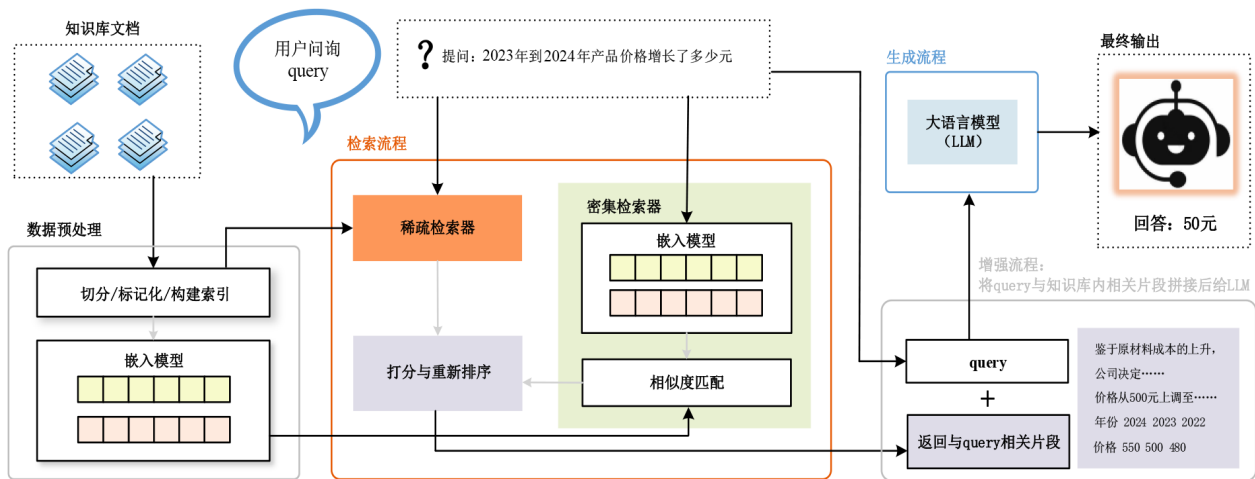 知识库文档
用户问询
query
? 提问：2023年到2024年产品价格增长了多少元
生成流程
大语言模型
（LLM）
最终输出
回答：50元
检索流程
稀疏检索器
打分与重新排序
密集检索器
嵌入模型
相似度匹配
数据预处理
切分/标记化/构建索引
嵌入模型
增强流程：
将query与知识库内相关片段拼接后给LLM
query
+
返回与query相关片段
鉴于原材料成本的上升，
公司决定……
价格从500元上调至……
年份 2024 2023 2022
价格 550 500 480